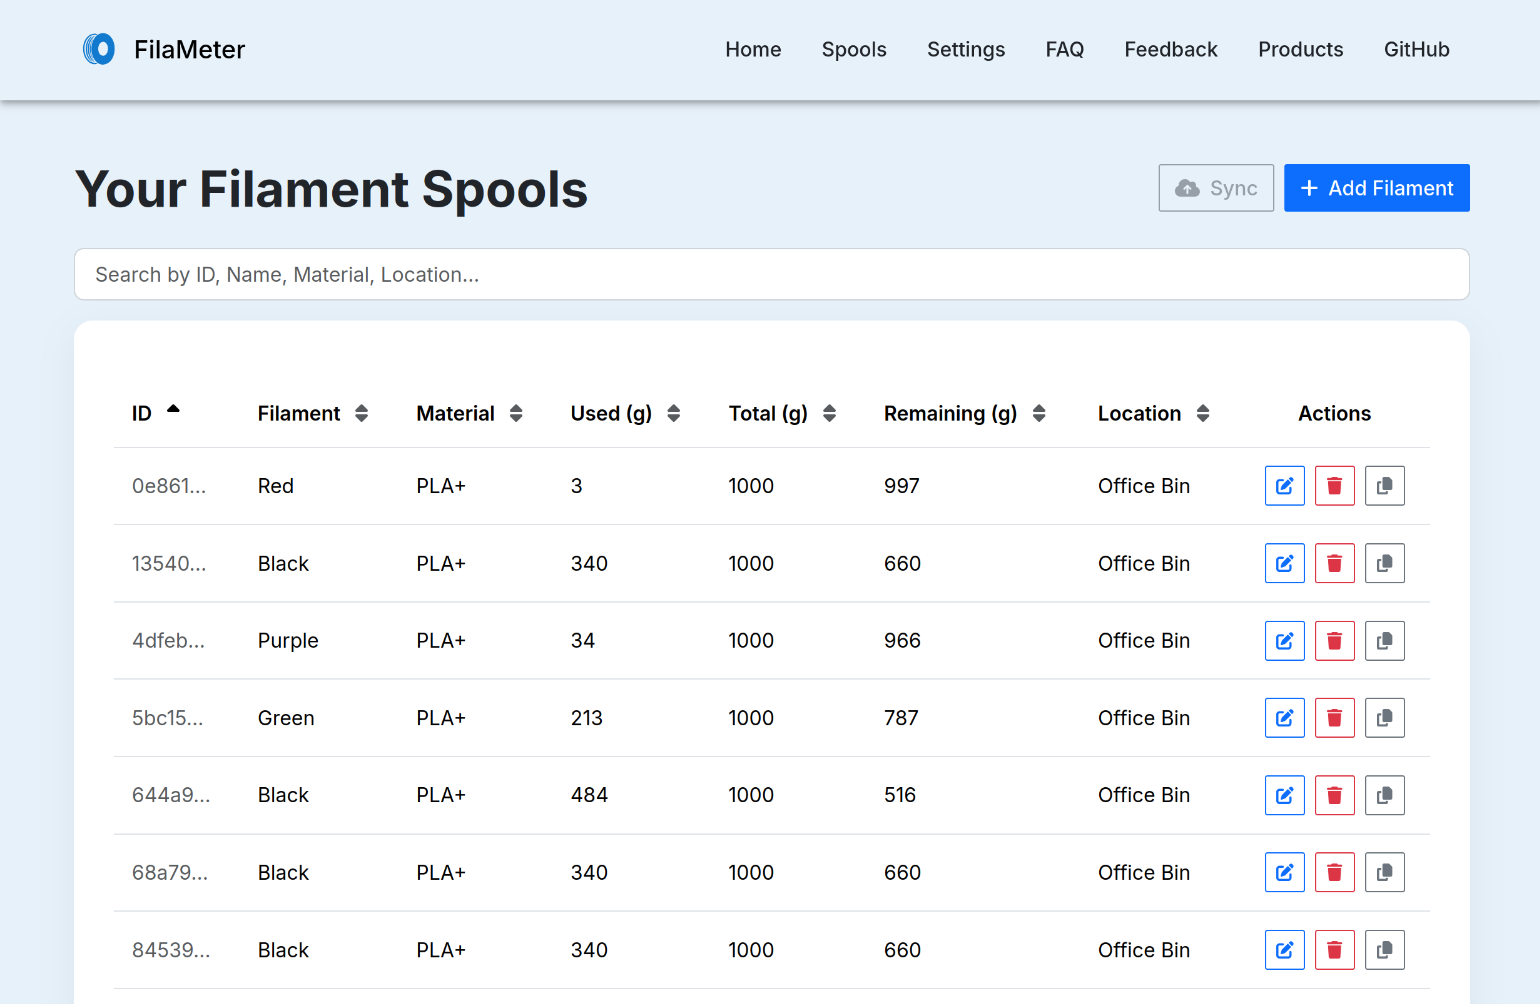 FilaMeter
Home Spools Settings FAQ Feedback Products GitHub
Your Filament Spools
Sync
Add Filament
Search by ID, Name, Material, Location...
ID Filament Material Used (g) Total (g) Remaining (g) Location Actions
0e861... Red PLA+ 3 1000 997 Office Bin
13540... Black PLA+ 340 1000 660 Office Bin
4dfeb... Purple PLA+ 34 1000 966 Office Bin
5bc15... Green PLA+ 213 1000 787 Office Bin
644a9... Black PLA+ 484 1000 516 Office Bin
68a79... Black PLA+ 340 1000 660 Office Bin
84539... Black PLA+ 340 1000 660 Office Bin